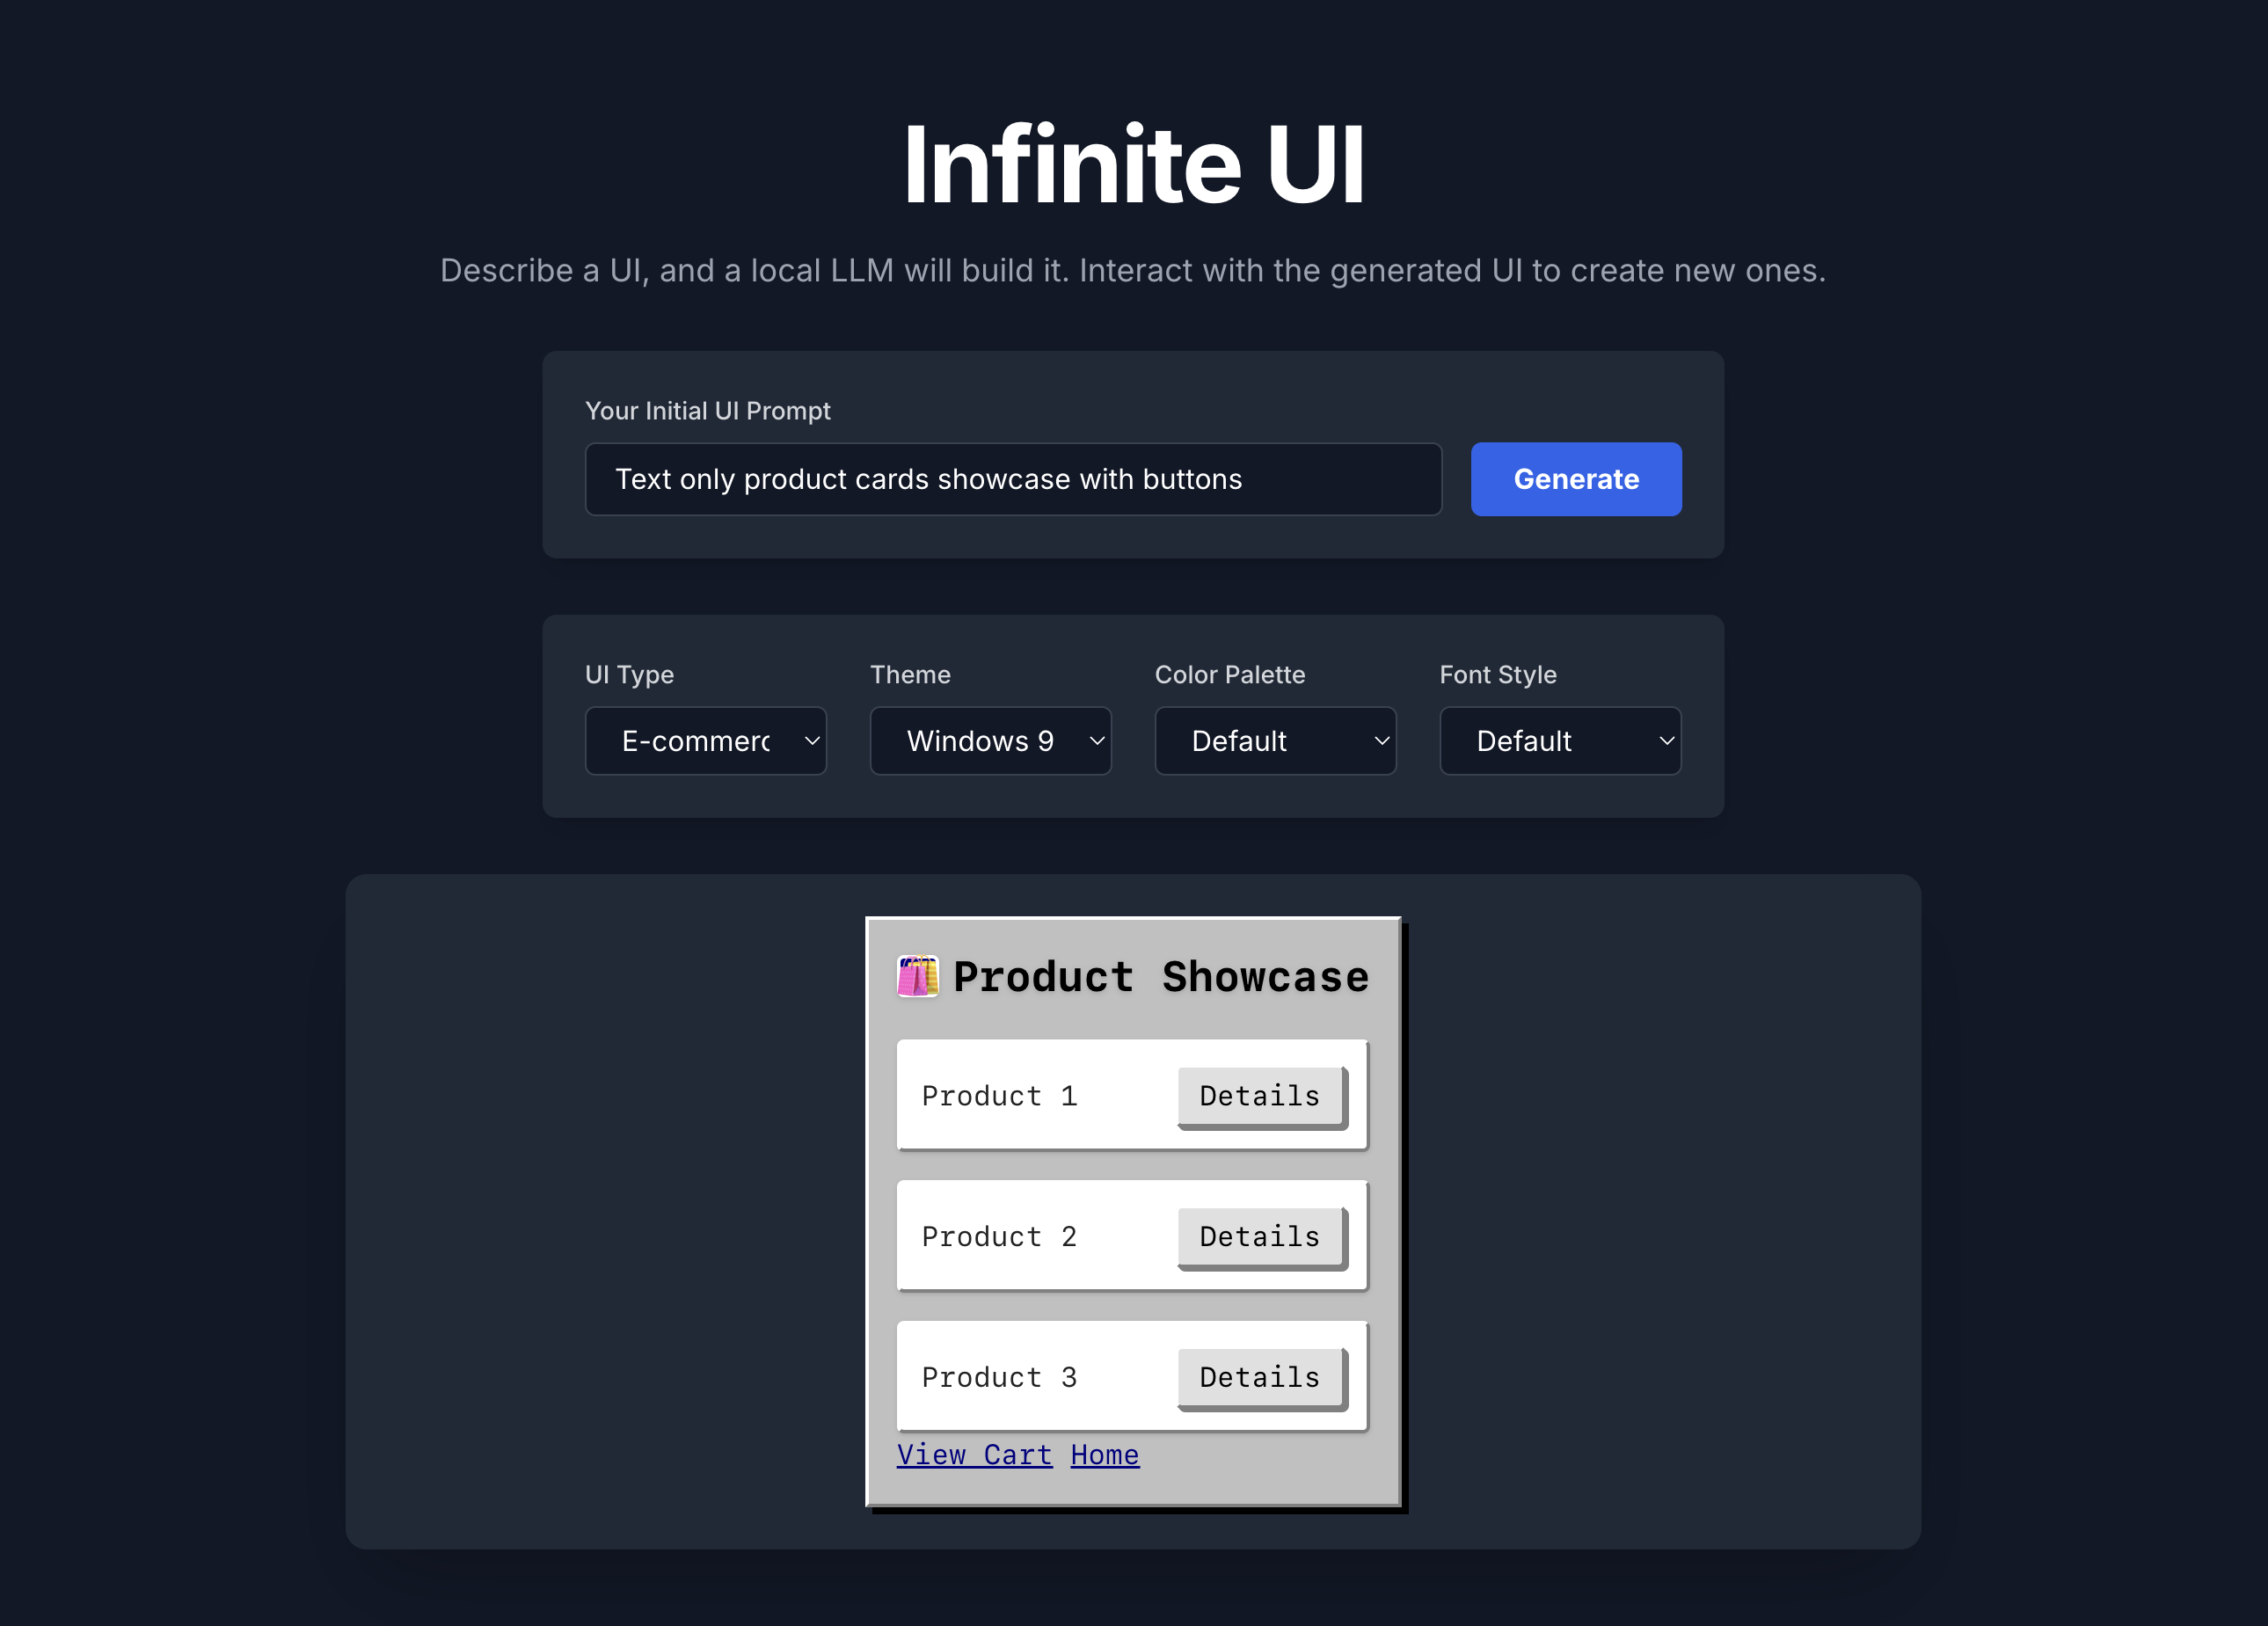 Infinite UI
Describe a UI, and a local LLM will build it. Interact with the generated UI to create new ones.
Your Initial UI Prompt
Text only product cards showcase with buttons
Generate
UI Type
Theme
Color Palette
Font Style
E-commerc
Windows 9
Default
Default
Product Showcase
Product 1
Details
Product 2
Details
Product 3
Details
View Cart Home